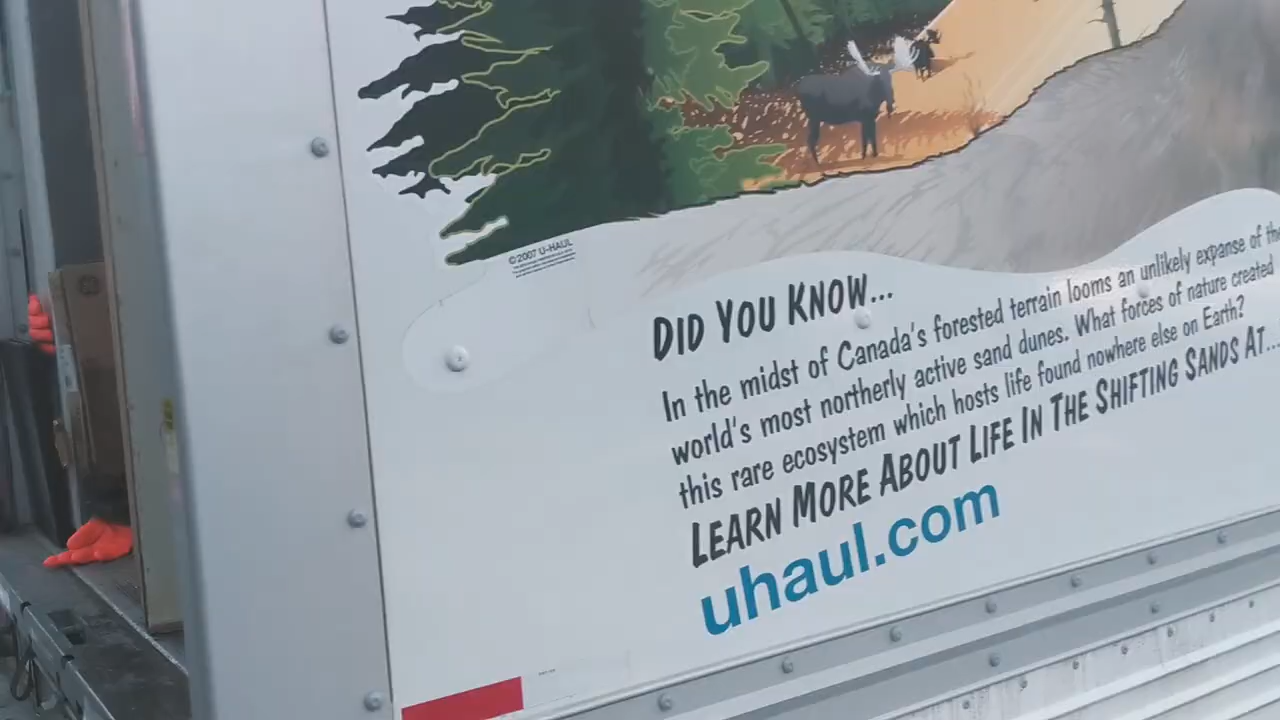 ©2007 U-HAUL
DID YOU KNOW...
In the midst of Canada's forested terrain looms an unlikely expanse of the
world's most northerly active sand dunes. What forces of nature created
this rare ecosystem which hosts life found nowhere else on Earth?
LEARN MORE ABOUT LIFE IN THE SHIFTING SANDS AT...
uhaul.com